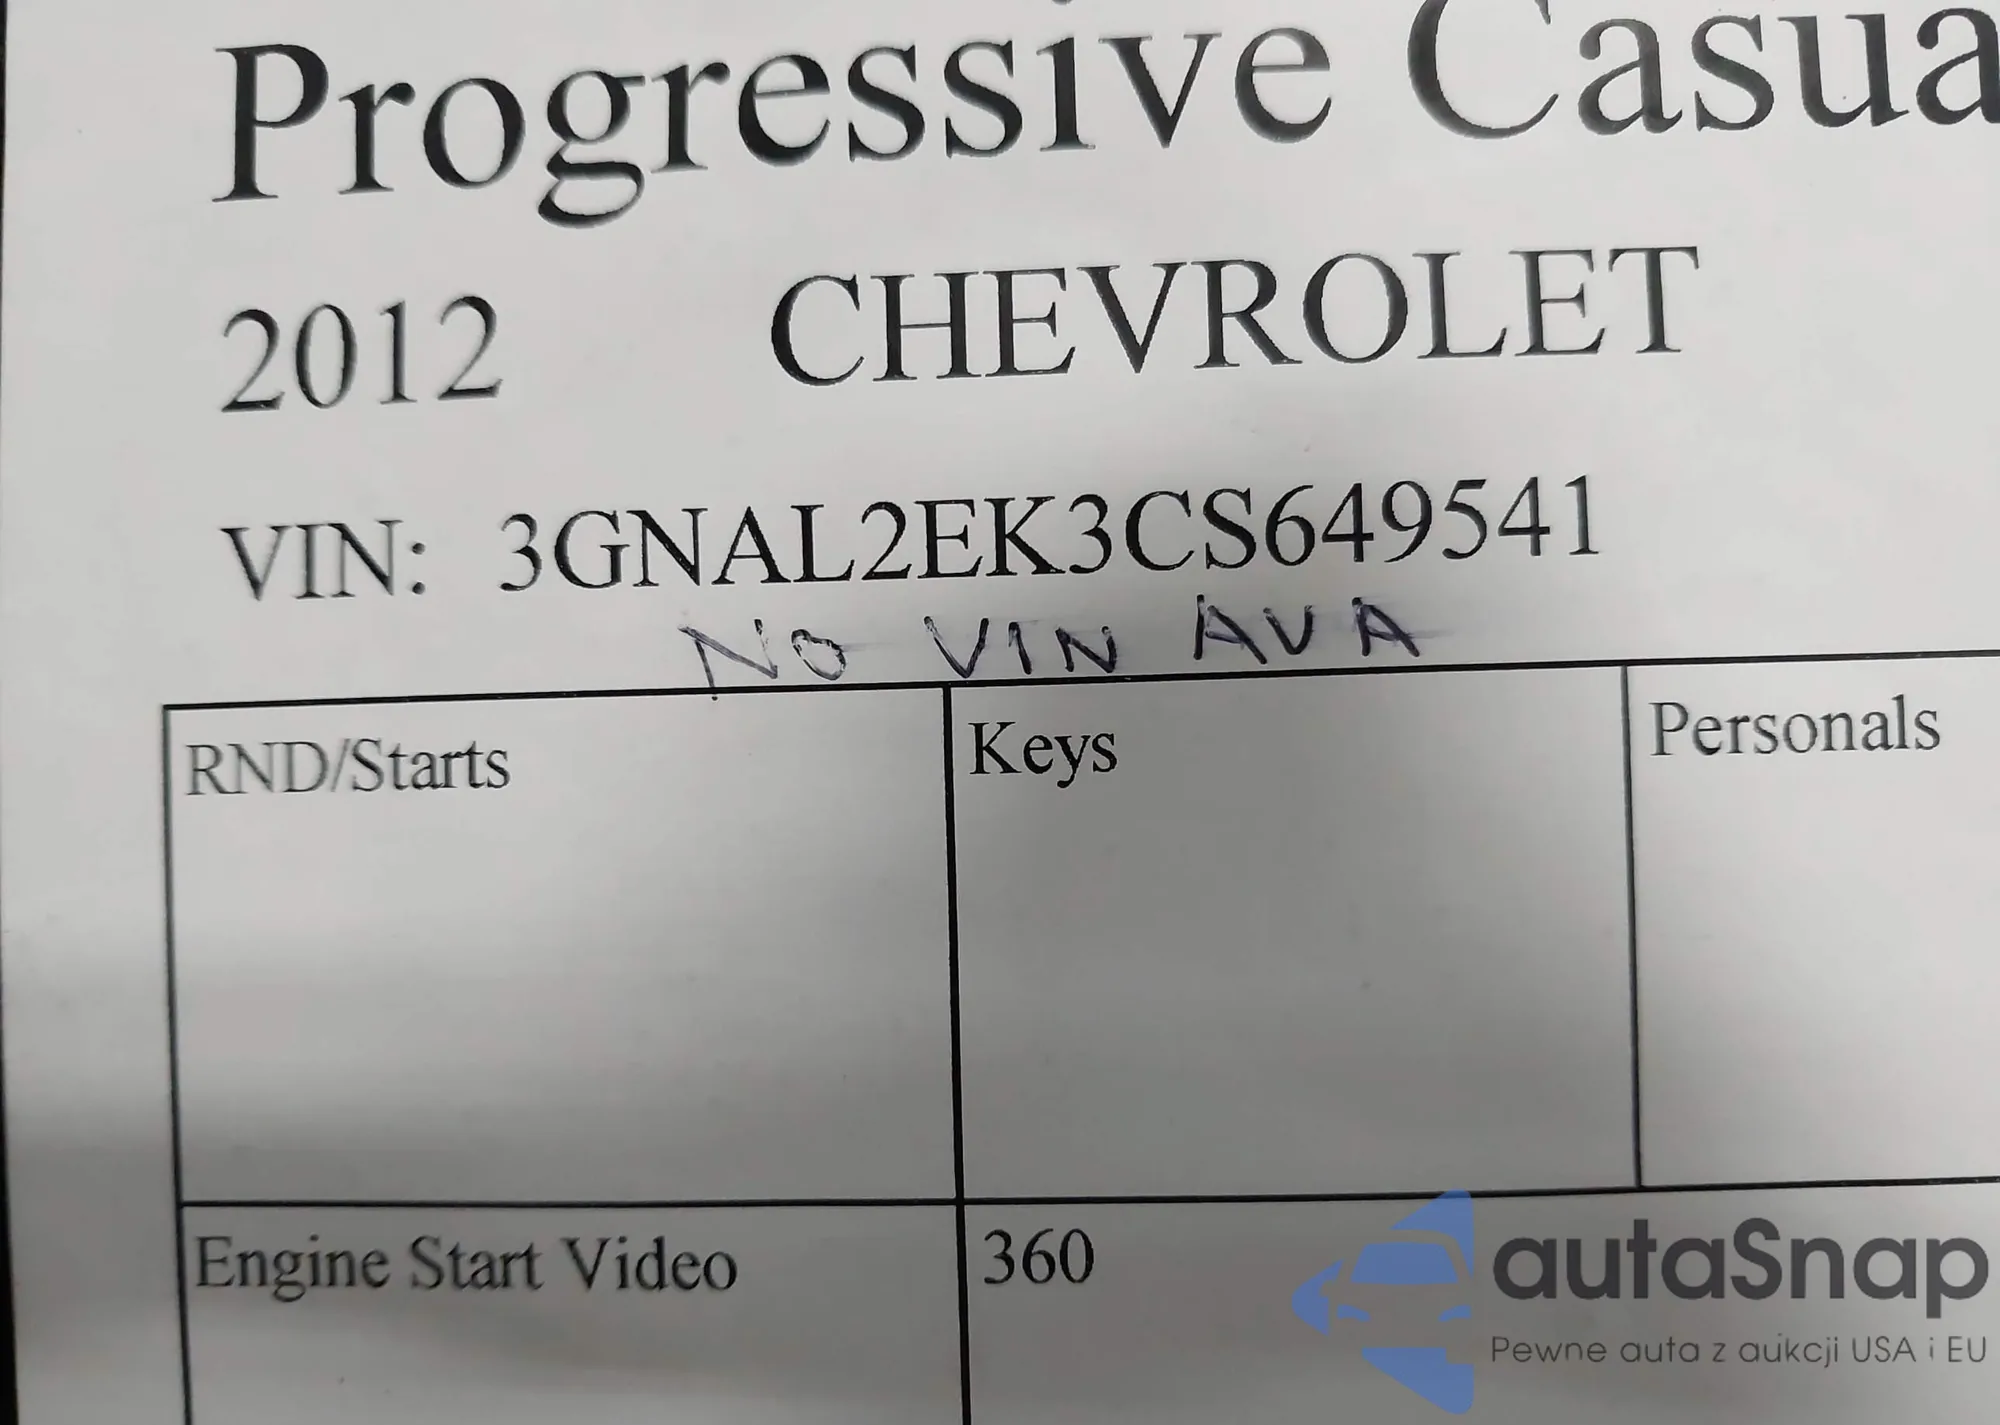 Progressive Casua
2012 CHEVROLET
VIN: 3GNAL2EK3CS649541
NO VIN AVA
RND/Starts Keys Personals
Engine Start Video 360
autaSnap
Pewne auta z aukcji USA i EU